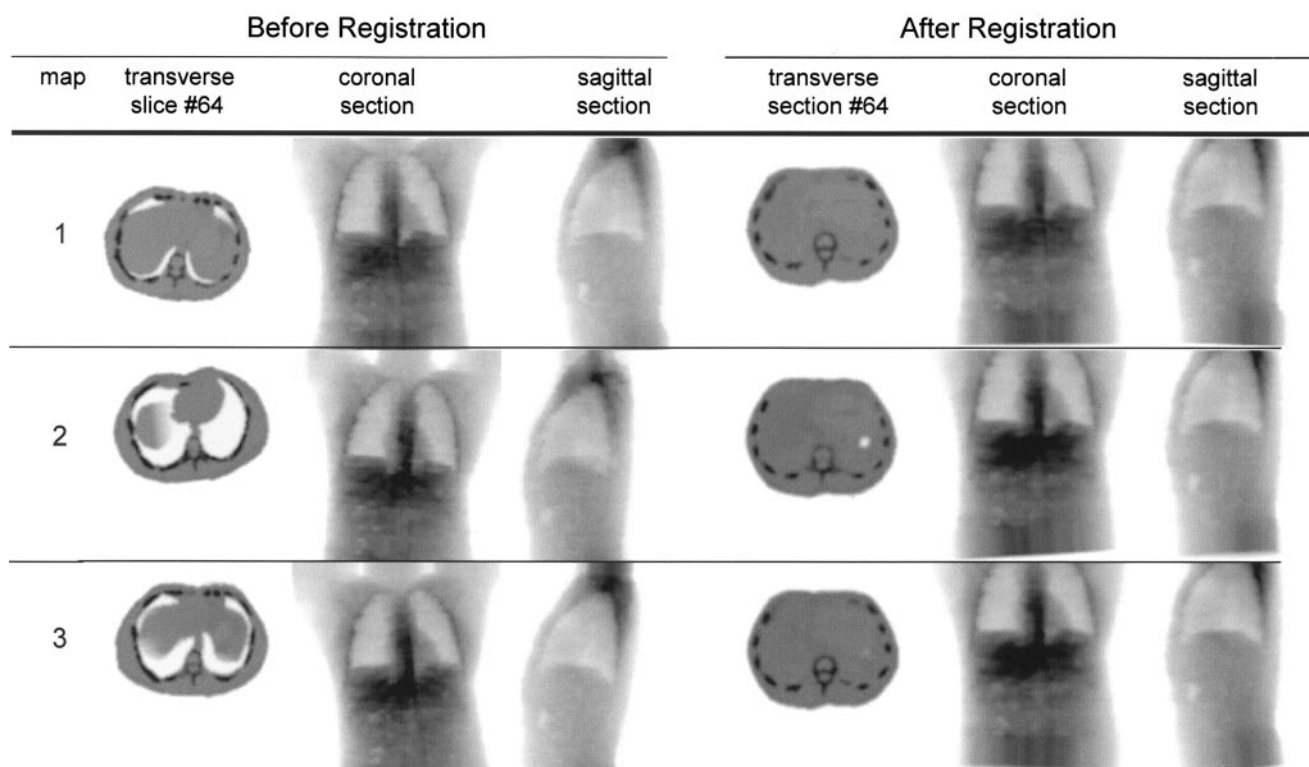 Before Registration After Registration
map transverse coronal sagittal transverse coronal sagittal
slice #64 section section section #64 section section
1
2
3